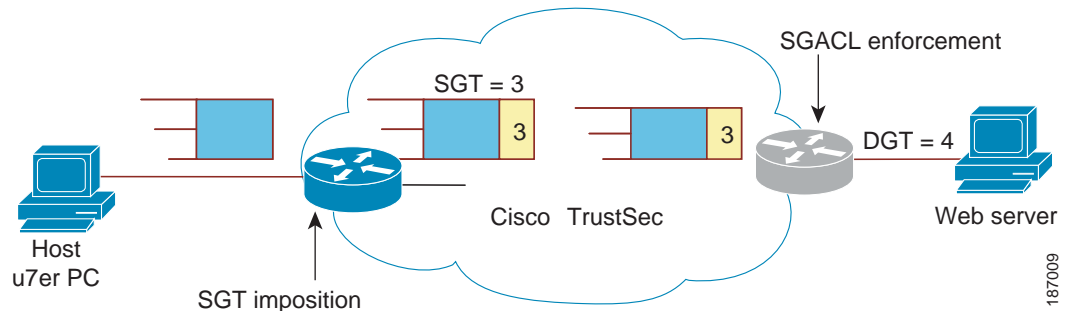 SGACL enforcement
SGT = 3
3
3
DGT = 4
Cisco TrustSec
Host
u7er PC
Web server
SGT imposition
187009